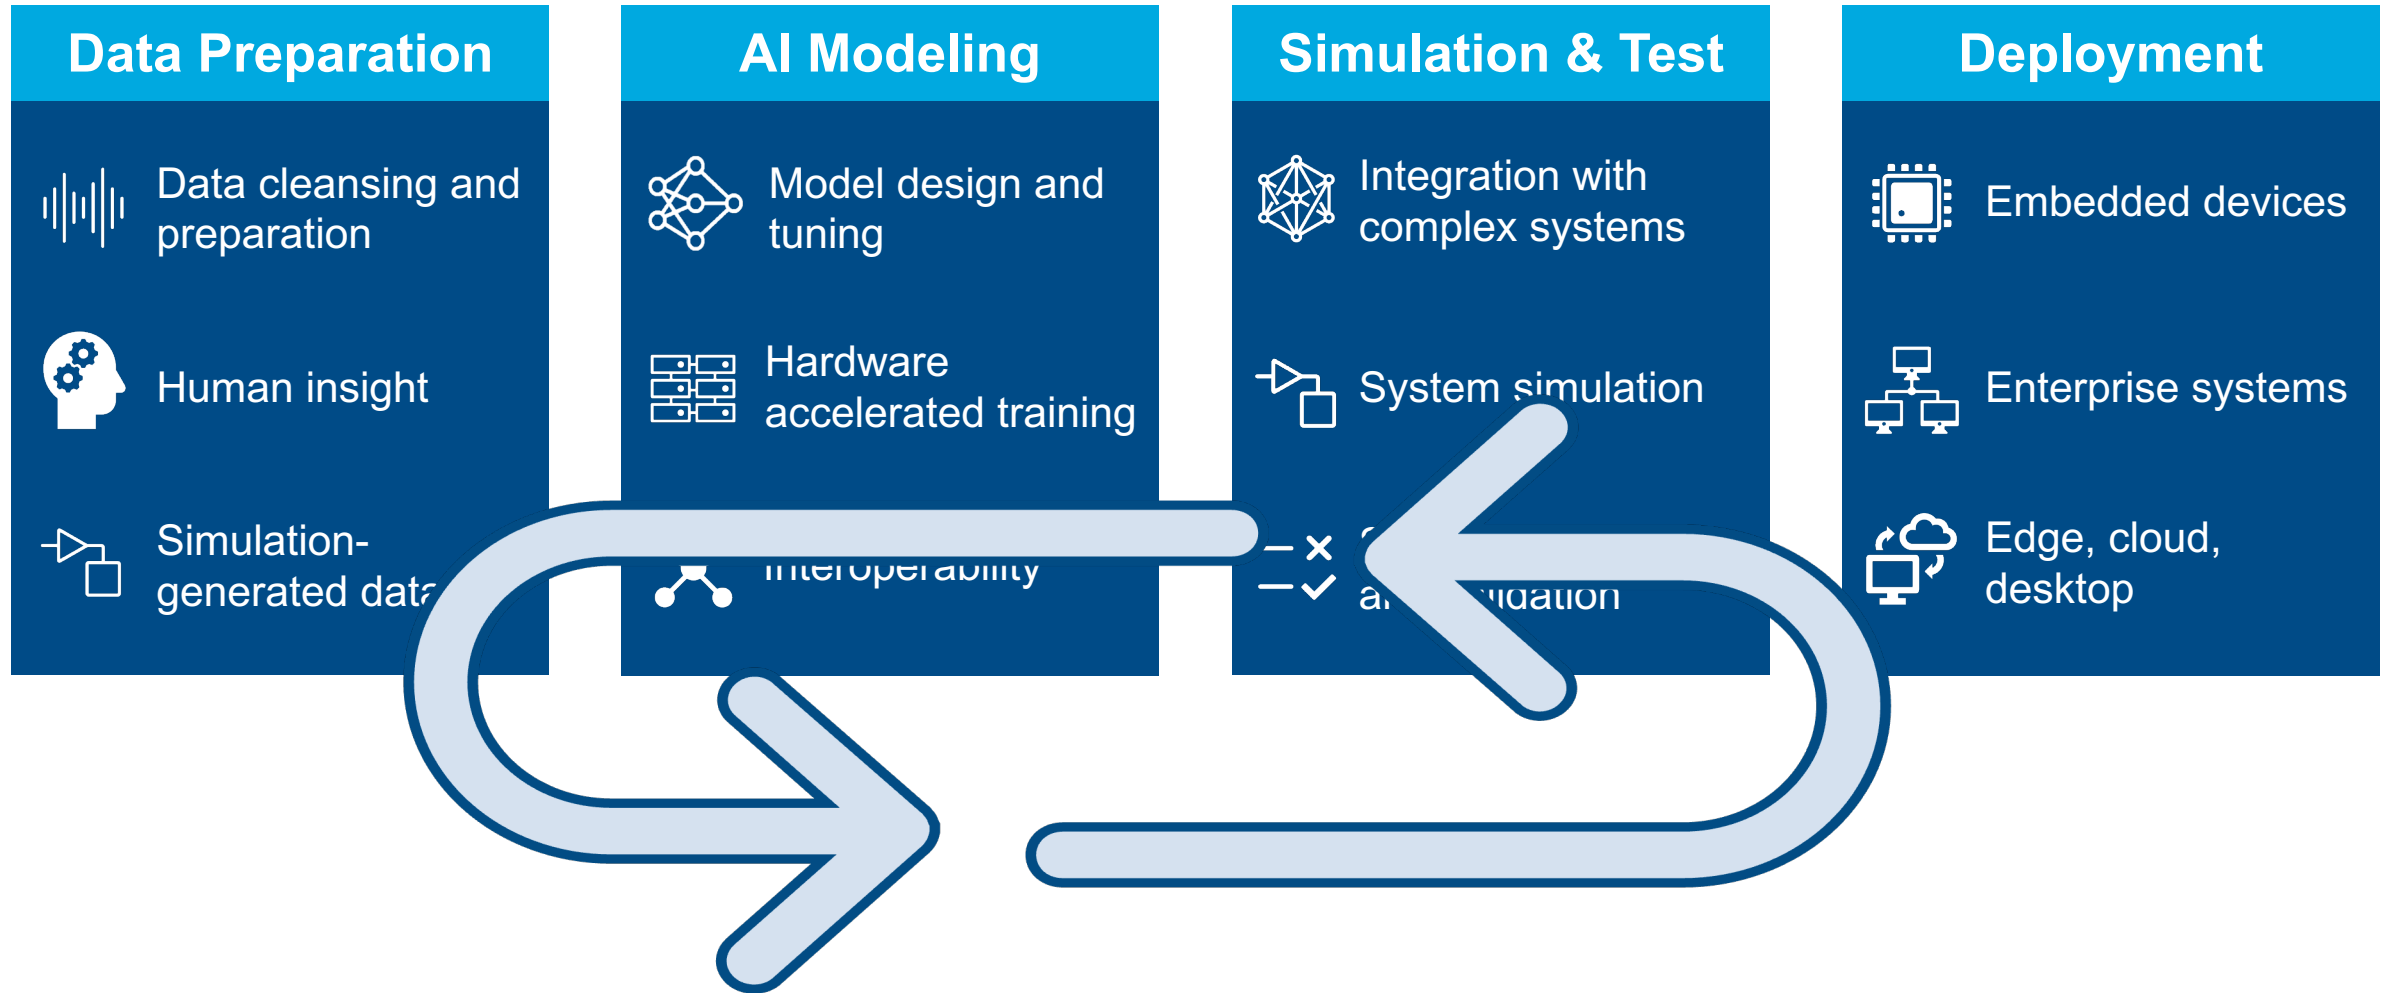 Data Preparation
Data cleansing and
preparation
Human insight
Simulation-
generated data
AI Modeling
Model design and
tuning
Hardware
accelerated training
Interoperability
Simulation & Test
Integration with
complex systems
System simulation
Deployment
Embedded devices
Enterprise systems
Edge, cloud,
desktop